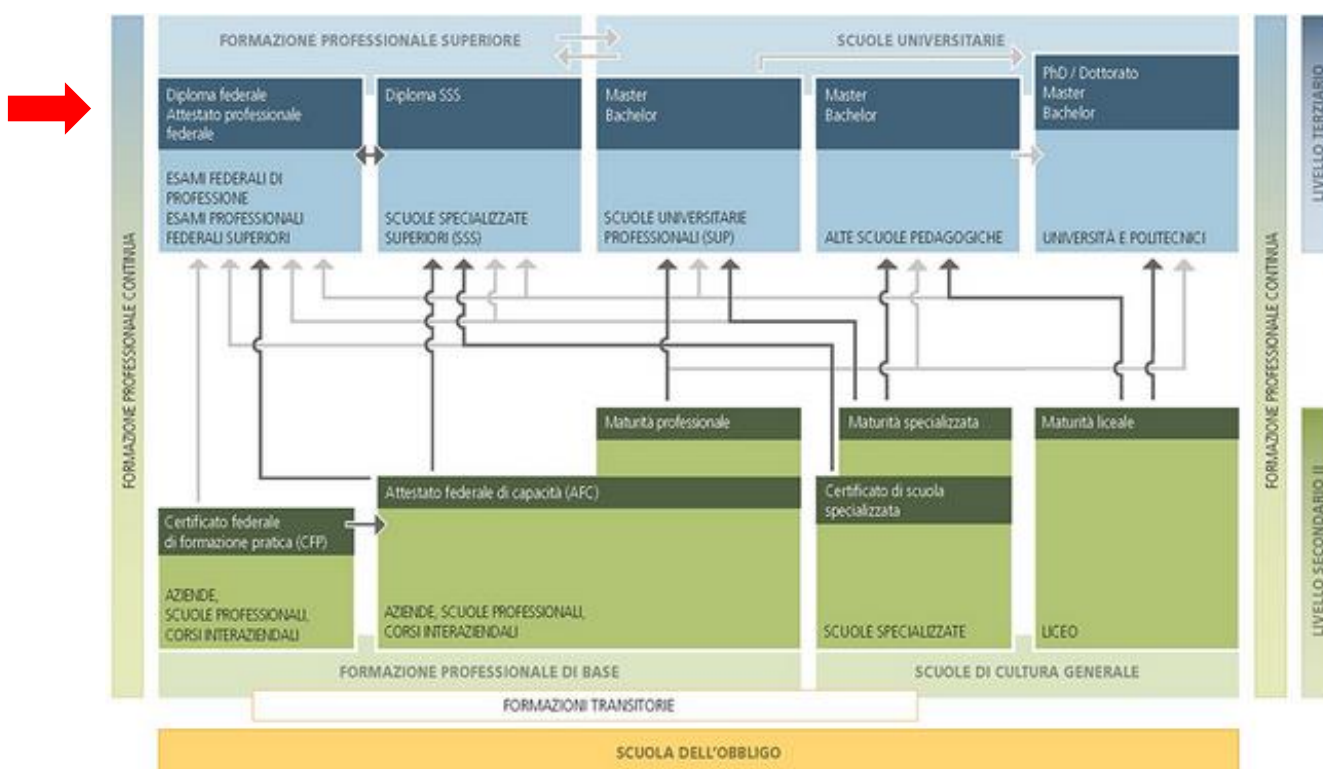 FORMAZIONE PROFESSIONALE SUPERIORE
SCUOLE UNIVERSITARIE
Diploma federale
Attestato professionale
federale
Diploma SSS
Master
Bachelor
Master
Bachelor
PhD / Dottorato
Master
Bachelor
ESAMI FEDERALI DI
PROFESSIONE
ESAMI PROFESSIONALI
FEDERALI SUPERIORI
SCUOLE SPECIALIZZATE
SUPERIORI (SSS)
SCUOLE UNIVERSITARIE
PROFESSIONALI (SUP)
ALTE SCUOLE PEDAGOGICHE
UNIVERSITÀ E POLITECNICI
LIVELLO TERZIARIO
FORMAZIONE PROFESSIONALE CONTINUA
FORMAZIONE PROFESSIONALE CONTINUA
Maturità professionale
Maturità specializzata
Maturità liceale
Attestato federale di capacità (AFC)
Certificato di scuola
specializzata
Certificato federale
di formazione pratica (CFP)
AZIENDE,
SCUOLE PROFESSIONALI,
CORSI INTERAZIENDALI
AZIENDE, SCUOLE PROFESSIONALI,
CORSI INTERAZIENDALI
SCUOLE SPECIALIZZATE
LICEO
LIVELLO SECONDARIO II
FORMAZIONE PROFESSIONALE DI BASE
SCUOLE DI CULTURA GENERALE
FORMAZIONI TRANSITORIE
SCUOLA DELL'OBBLIGO